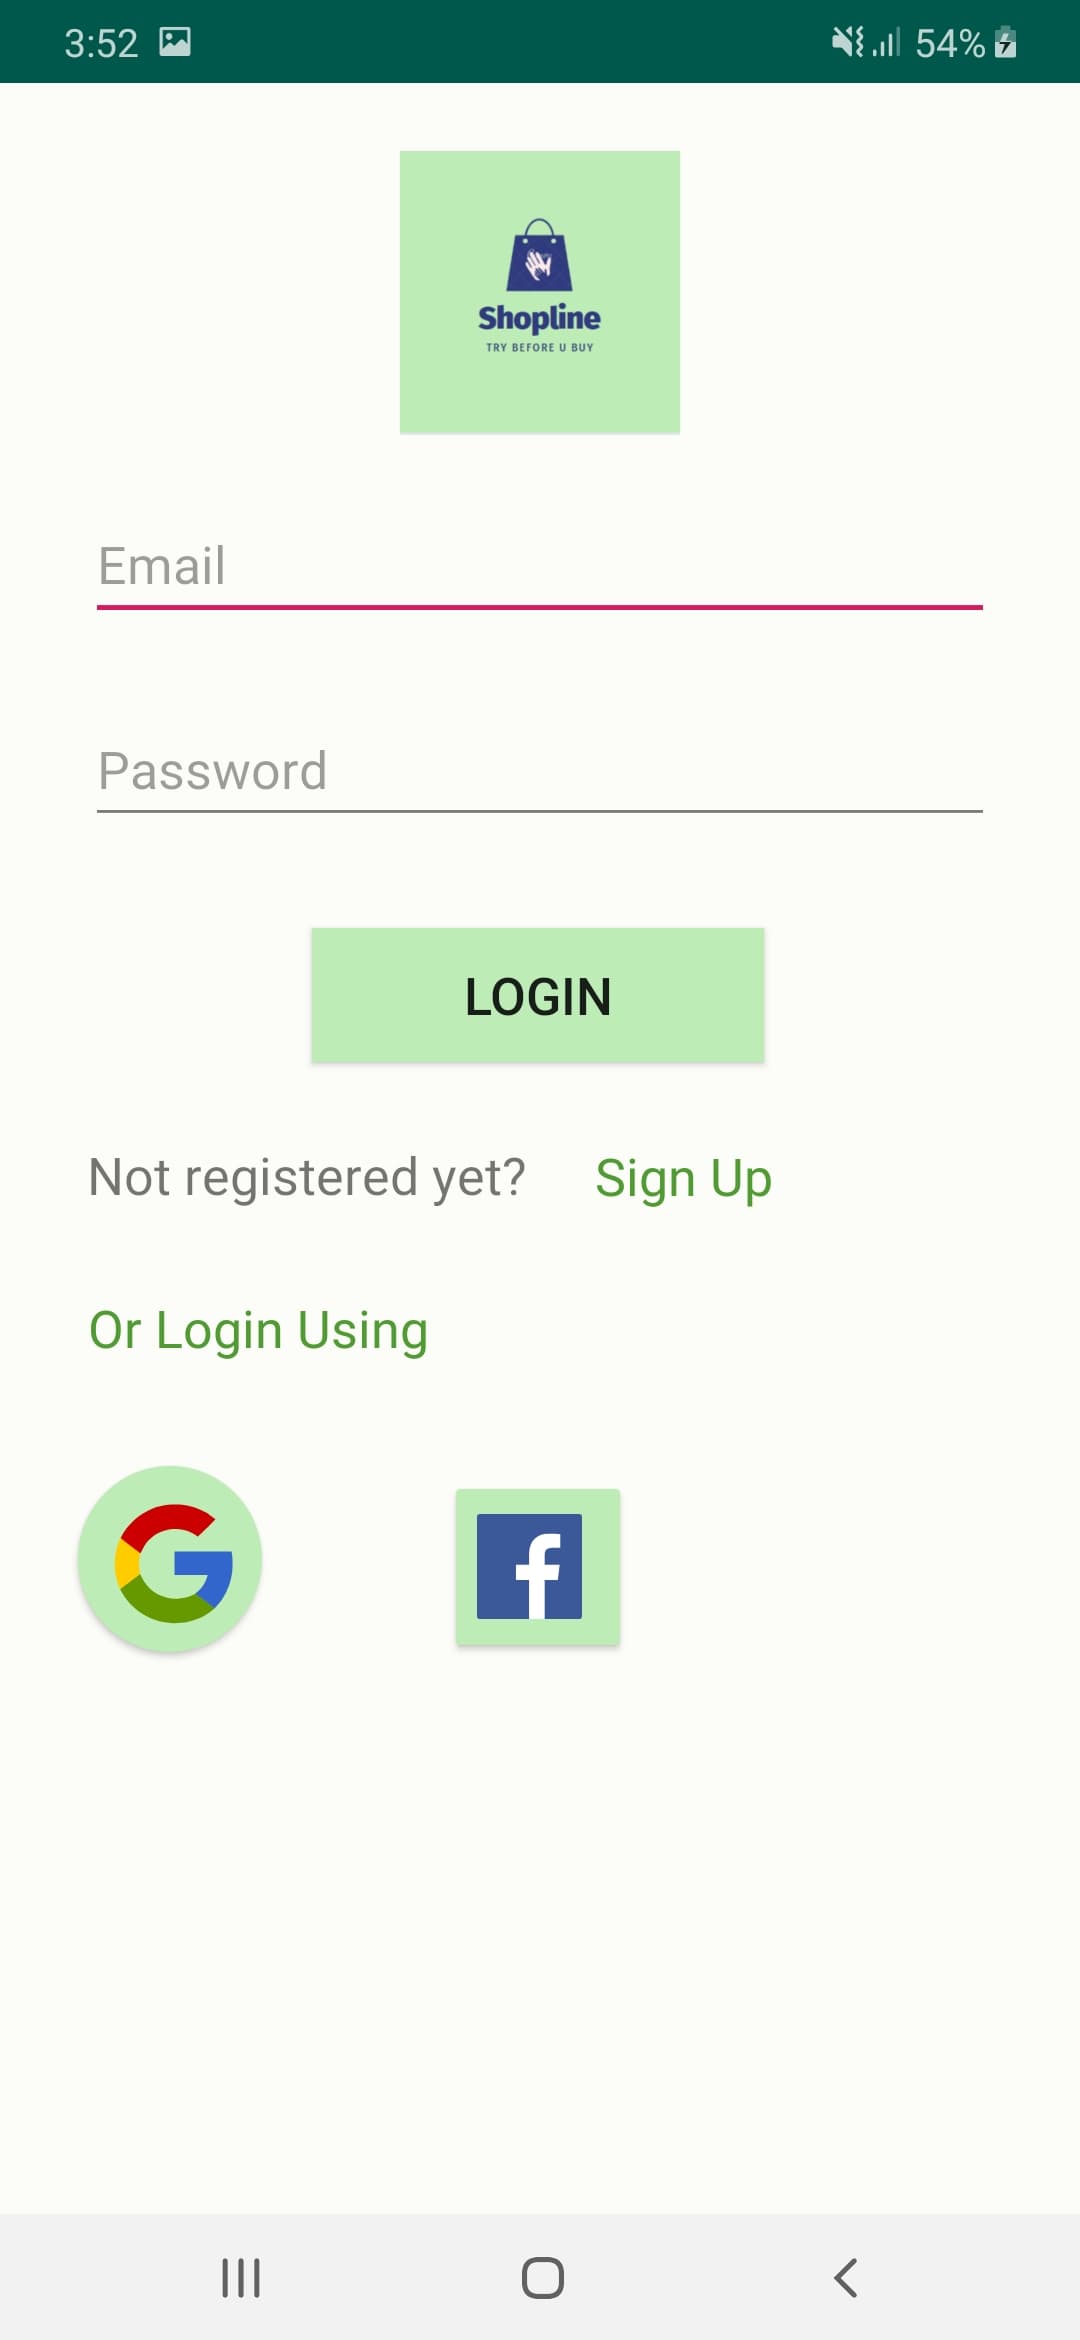 3:52 54%
Shopline
TRY BEFORE U BUY
Email
Password
LOGIN
Not registered yet? Sign Up
Or Login Using